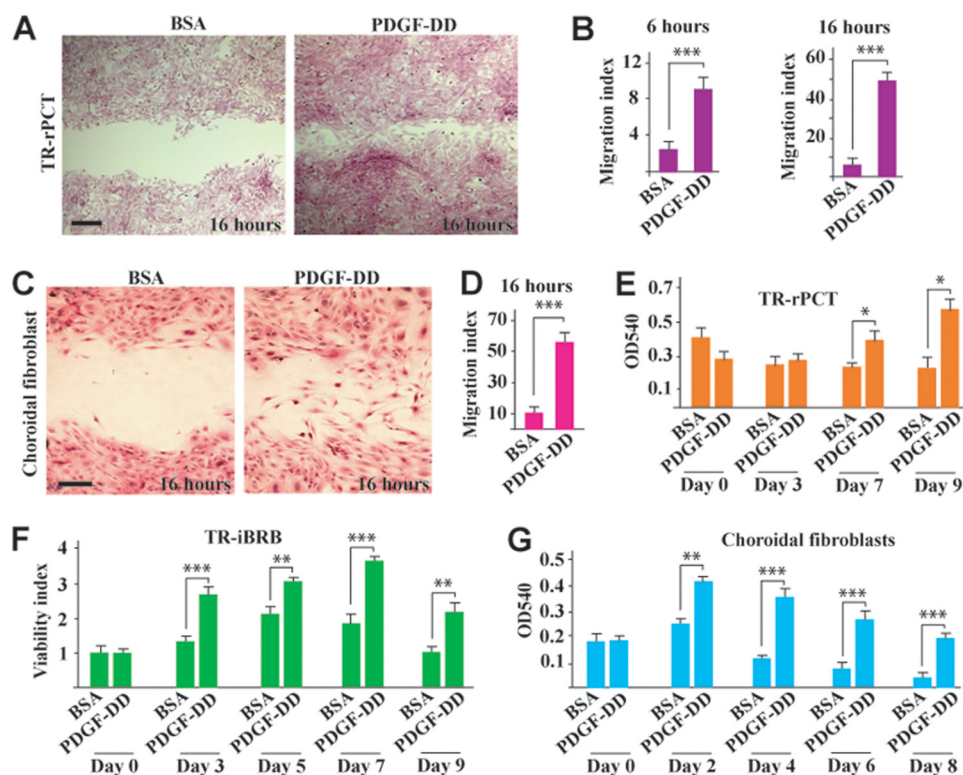 A
BSA
PDGF-DD
TR-rPCT
16 hours
16 hours
B
6 hours
16 hours
Migration index
12
8
4
***
BSA
PDGF-DD
Migration index
60
40
20
***
BSA
PDGF-DD
C
BSA
PDGF-DD
Choroidal fibroblast
16 hours
16 hours
D
16 hours
Migration index
70
50
30
10
***
BSA
PDGF-DD
E
TR-rPCT
OD540
0.7
0.5
0.3
0.1
*
*
BSA
PDGF-DD
BSA
PDGF-DD
BSA
PDGF-DD
BSA
PDGF-DD
Day 0
Day 3
Day 7
Day 9
F
TR-iBRB
Viability index
4
3
2
1
***
**
***
**
BSA
PDGF-DD
BSA
PDGF-DD
BSA
PDGF-DD
BSA
PDGF-DD
BSA
PDGF-DD
Day 0
Day 3
Day 5
Day 7
Day 9
G
Choroidal fibroblasts
OD540
0.5
0.4
0.3
0.2
0.1
**
***
***
***
BSA
PDGF-DD
BSA
PDGF-DD
BSA
PDGF-DD
BSA
PDGF-DD
BSA
PDGF-DD
Day 0
Day 2
Day 4
Day 6
Day 8